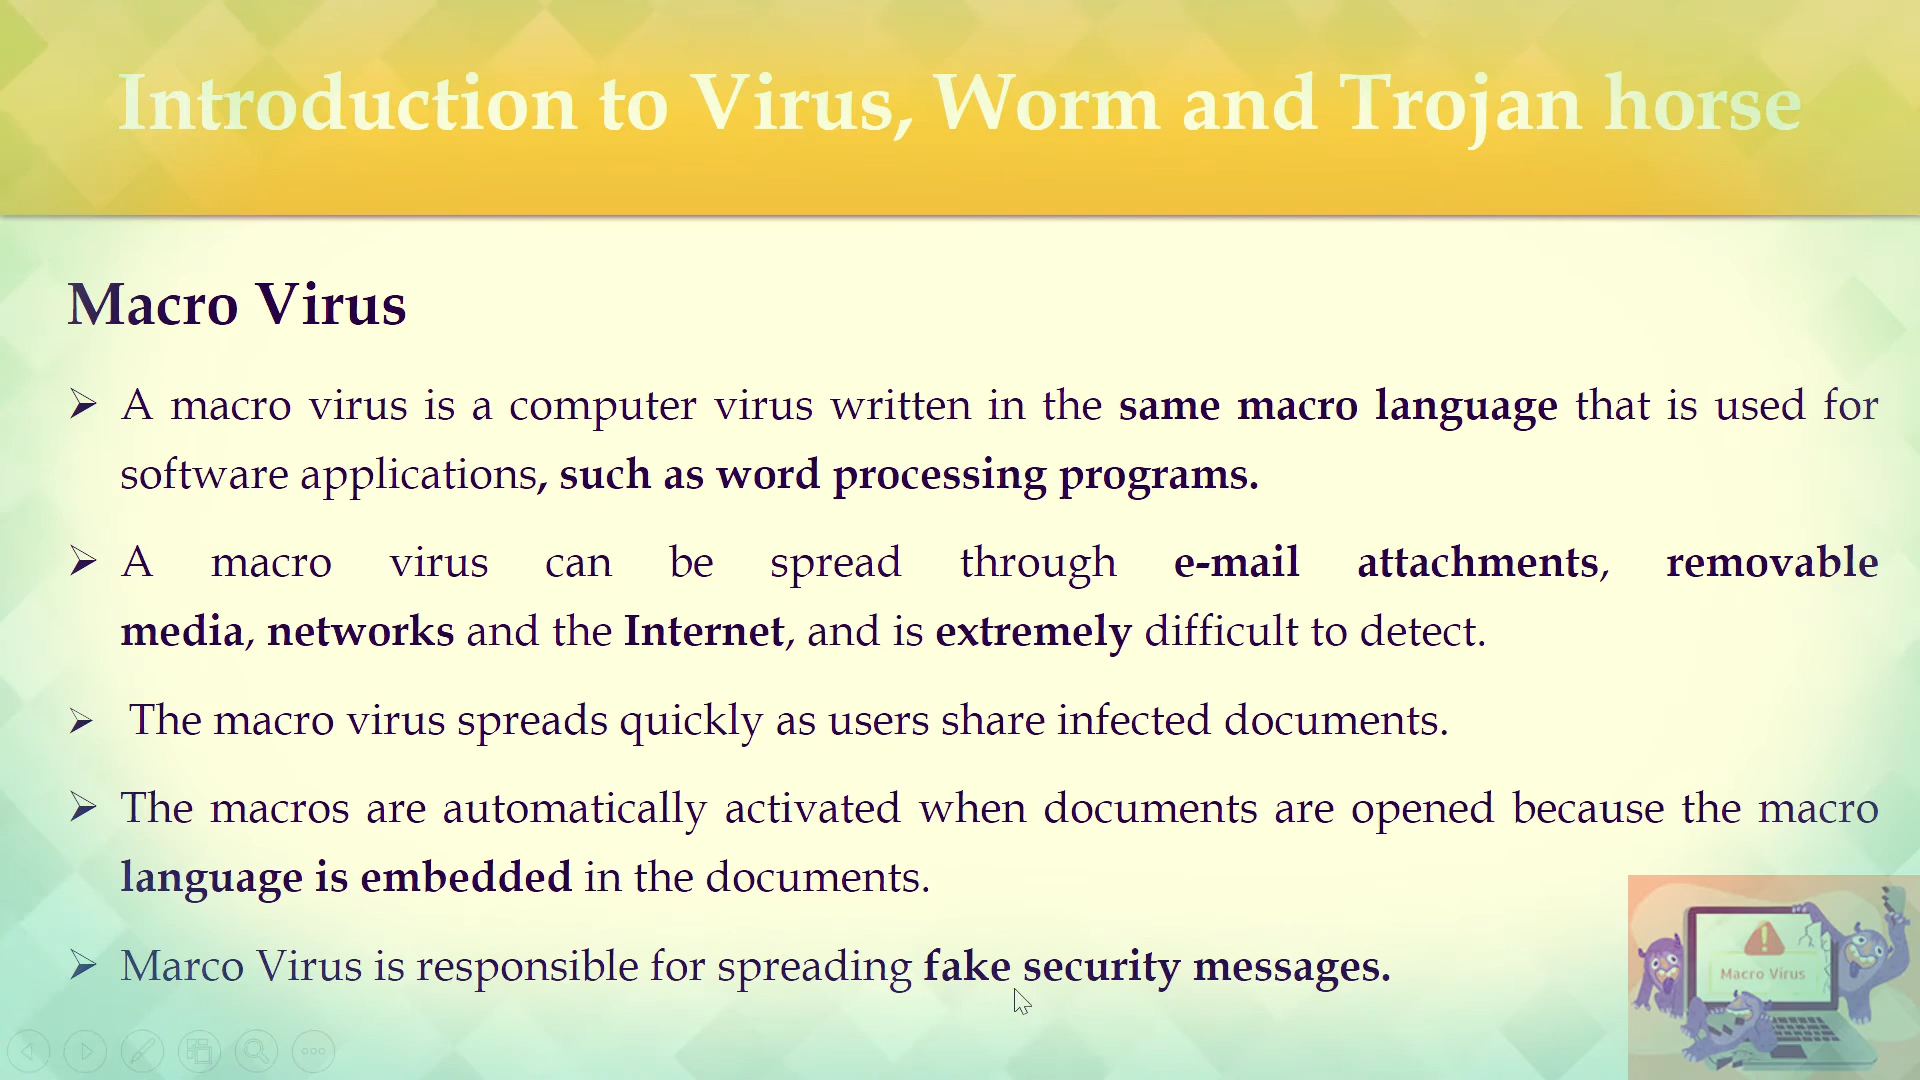 Introduction to Virus, Worm and Trojan horse
Macro Virus
➢ A macro virus is a computer virus written in the same macro language that is used for
software applications, such as word processing programs.
➢ A macro virus can be spread through e-mail attachments, removable
media, networks and the Internet, and is extremely difficult to detect.
➢ The macro virus spreads quickly as users share infected documents.
➢ The macros are automatically activated when documents are opened because the macro
language is embedded in the documents.
➢ Marco Virus is responsible for spreading fake security messages.
Macro Virus